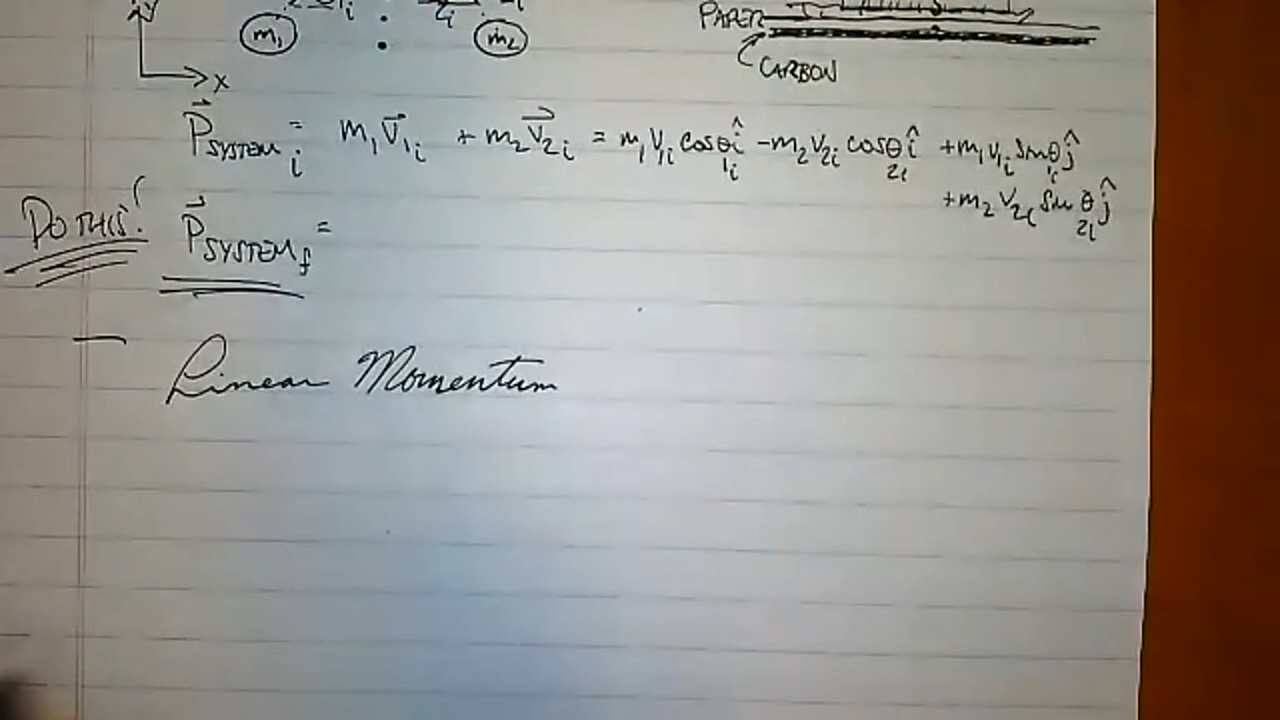 y
m₁ m₂
PAPER
CARBON
x
P⃗SYSTEMᵢ = m₁v⃗₁ᵢ + m₂v⃗₂ᵢ = m₁v₁ᵢ cosθ₁ᵢ î - m₂v₂ᵢ cosθ₂ᵢ î + m₁v₁ᵢ sinθ₁ᵢ ĵ
+ m₂v₂ᵢ sinθ₂ᵢ ĵ
DO THIS! P⃗SYSTEMf =
— Linear Momentum